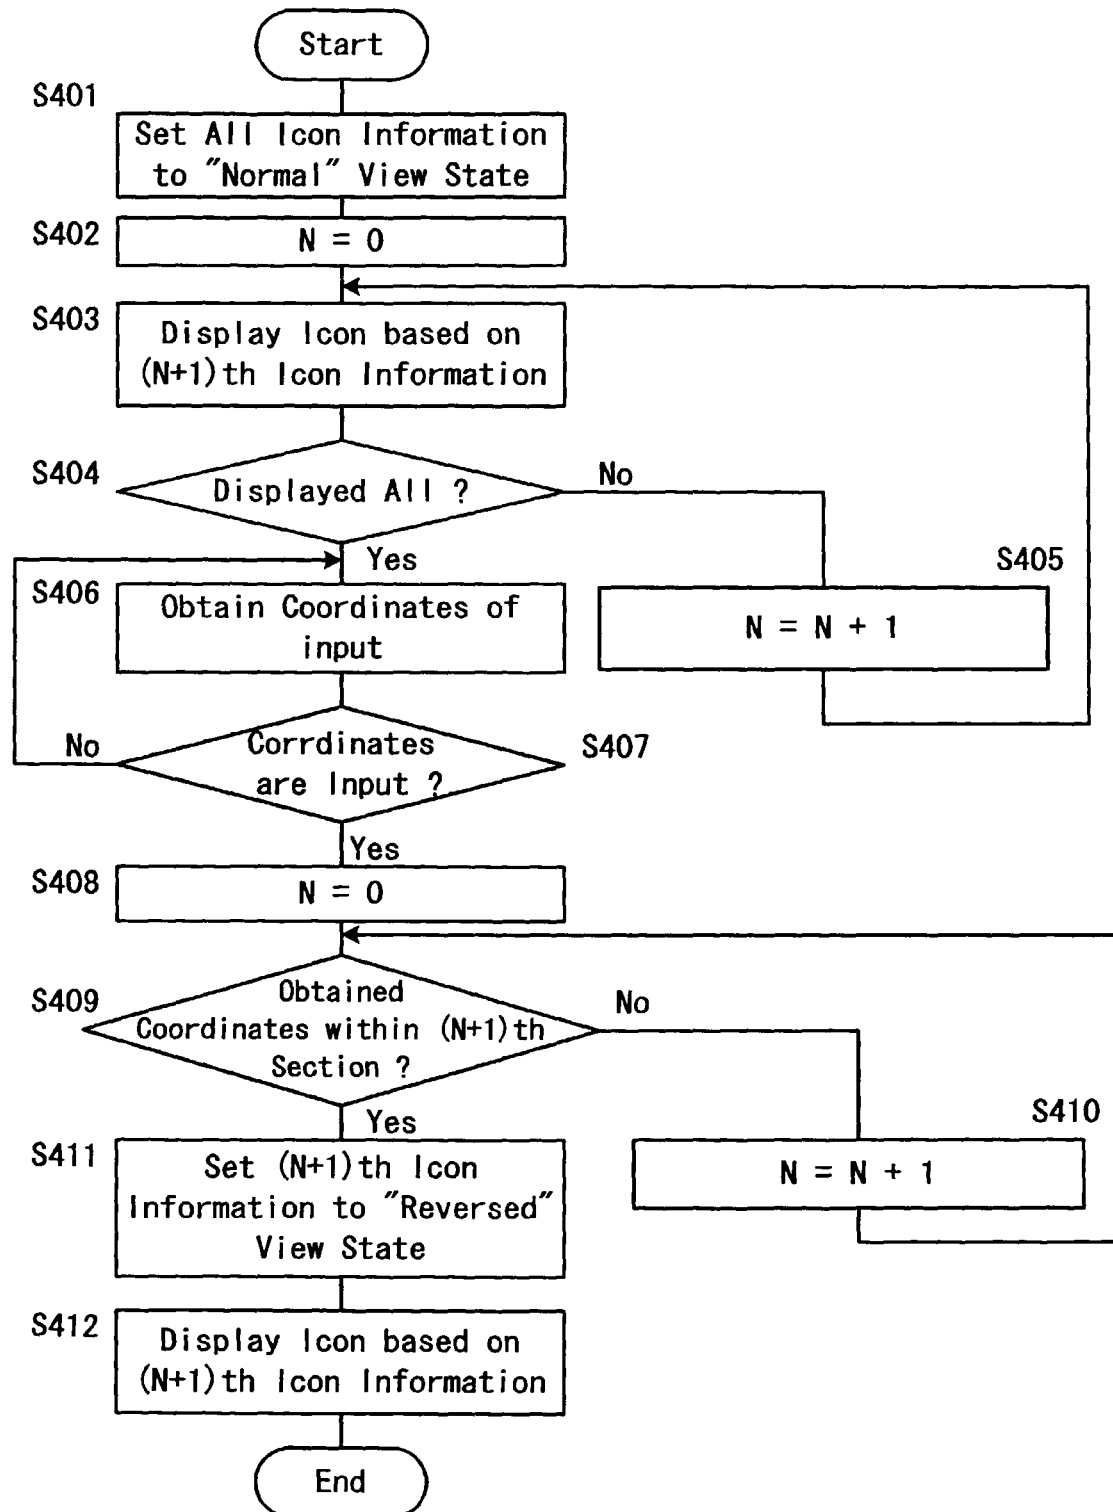 Start
S401
Set All Icon Information
to "Normal" View State
S402
N = 0
S403
Display Icon based on
(N+1)th Icon Information
S404
Displayed All ?
No
Yes
S405
N = N + 1
S406
Obtain Coordinates of
input
No
Corrdinates
are Input ?
S407
Yes
S408
N = 0
S409
Obtained
Coordinates within (N+1)th
Section ?
No
Yes
S410
N = N + 1
S411
Set (N+1)th Icon
Information to "Reversed"
View State
S412
Display Icon based on
(N+1)th Icon Information
End